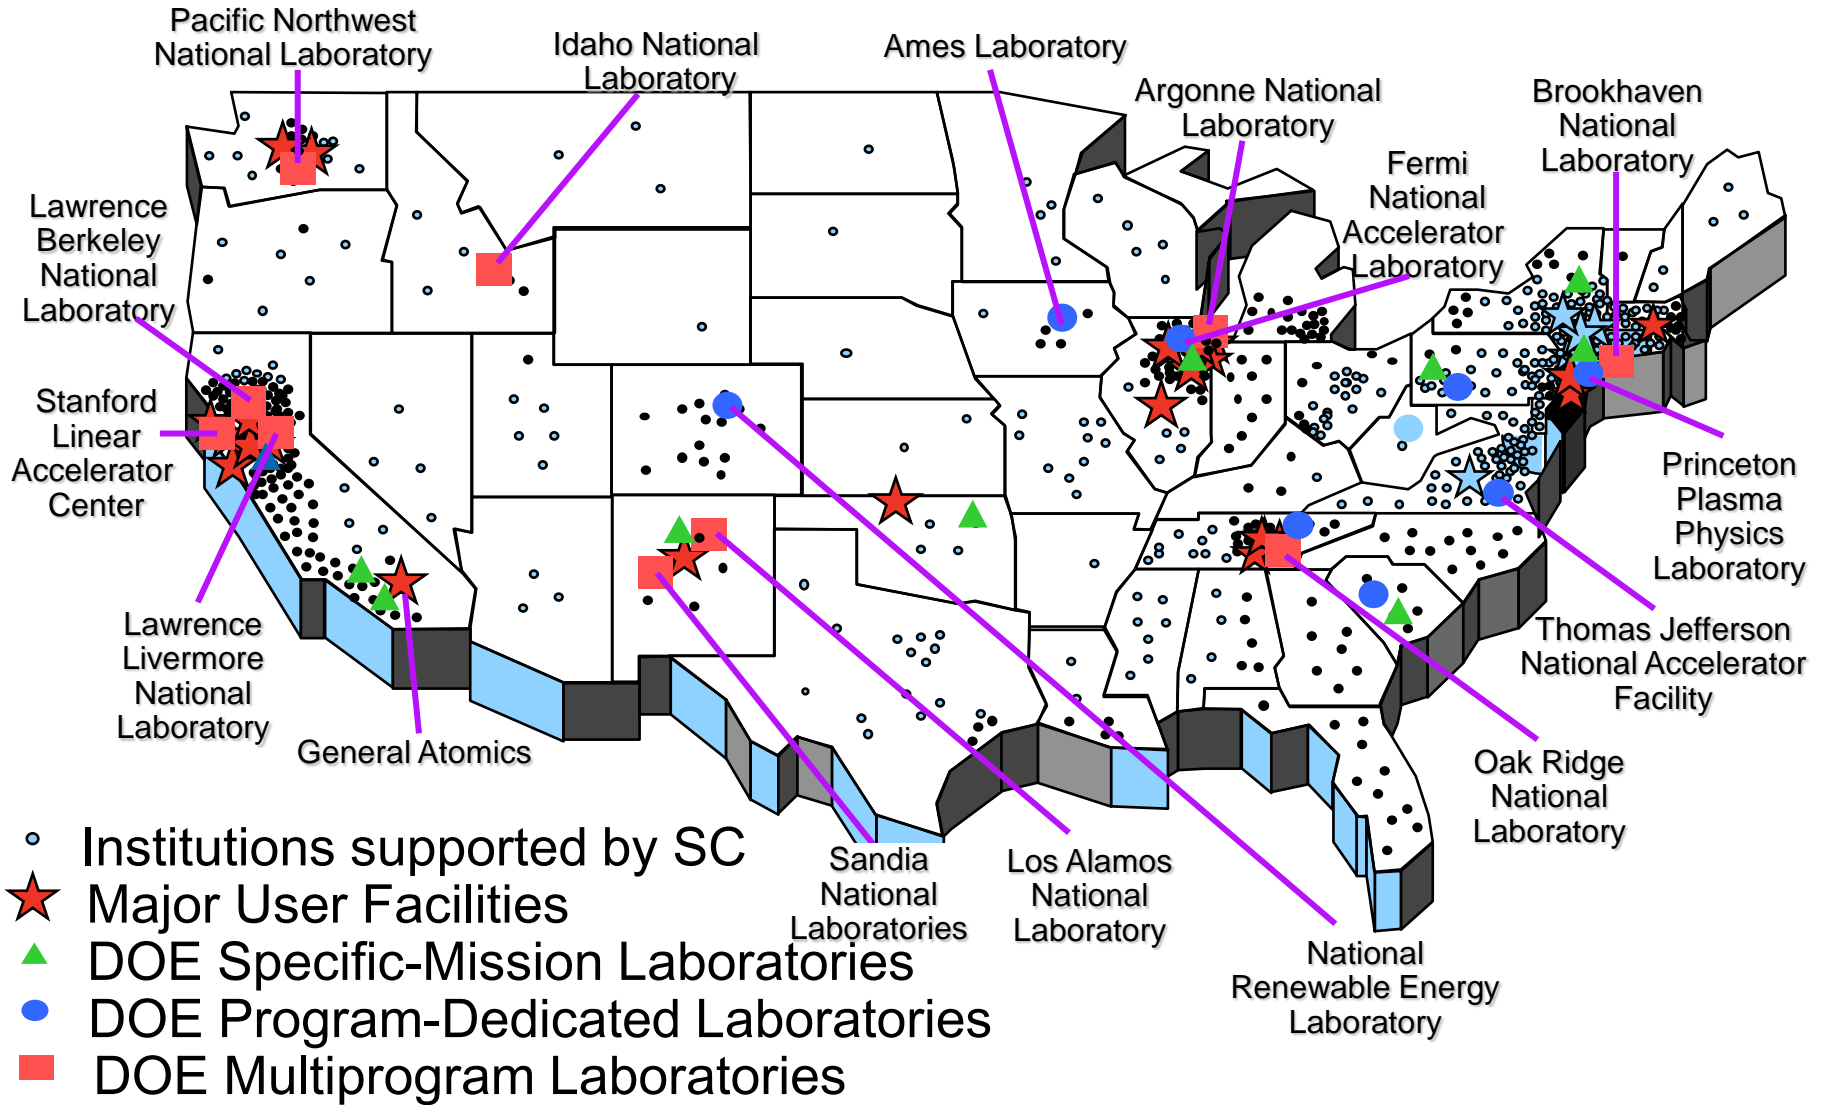 Pacific Northwest
National Laboratory
Idaho National
Laboratory
Ames Laboratory
Argonne National
Laboratory
Brookhaven
National
Laboratory
Fermi
National
Accelerator
Laboratory
Lawrence
Berkeley
National
Laboratory
Stanford
Linear
Accelerator
Center
Princeton
Plasma
Physics
Laboratory
Lawrence
Livermore
National
Laboratory
General Atomics
Thomas Jefferson
National Accelerator
Facility
Oak Ridge
National
Laboratory
Sandia
National
Laboratories
Los Alamos
National
Laboratory
National
Renewable Energy
Laboratory
Institutions supported by SC
Major User Facilities
DOE Specific-Mission Laboratories
DOE Program-Dedicated Laboratories
DOE Multiprogram Laboratories